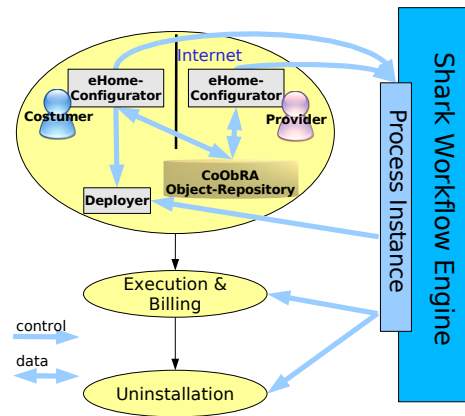 Internet
eHome-
Configurator
eHome-
Configurator
Costumer
Provider
CoObRA
Object-Repository
Deployer
Execution &
Billing
Uninstallation
control
data
Process Instance
Shark Workflow Engine